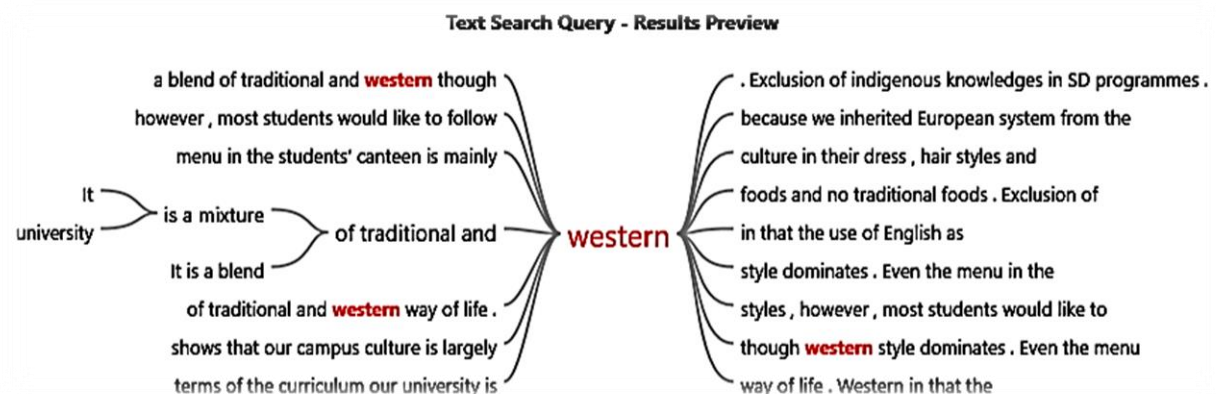 Text Search Query - Results Preview
a blend of traditional and western though
however , most students would like to follow
menu in the students' canteen is mainly
It
university
is a mixture
It is a blend
of traditional and
of traditional and western way of life .
shows that our campus culture is largely
terms of the curriculum our university is
western
. Exclusion of indigenous knowledges in SD programmes .
because we inherited European system from the
culture in their dress , hair styles and
foods and no traditional foods . Exclusion of
in that the use of English as
style dominates . Even the menu in the
styles , however , most students would like to
though western style dominates . Even the menu
way of life . Western in that the